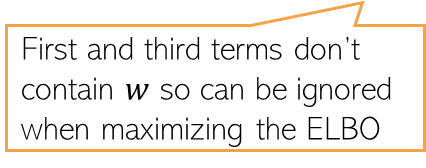 First and third terms don't
contain w so can be ignored
when maximizing the ELBO